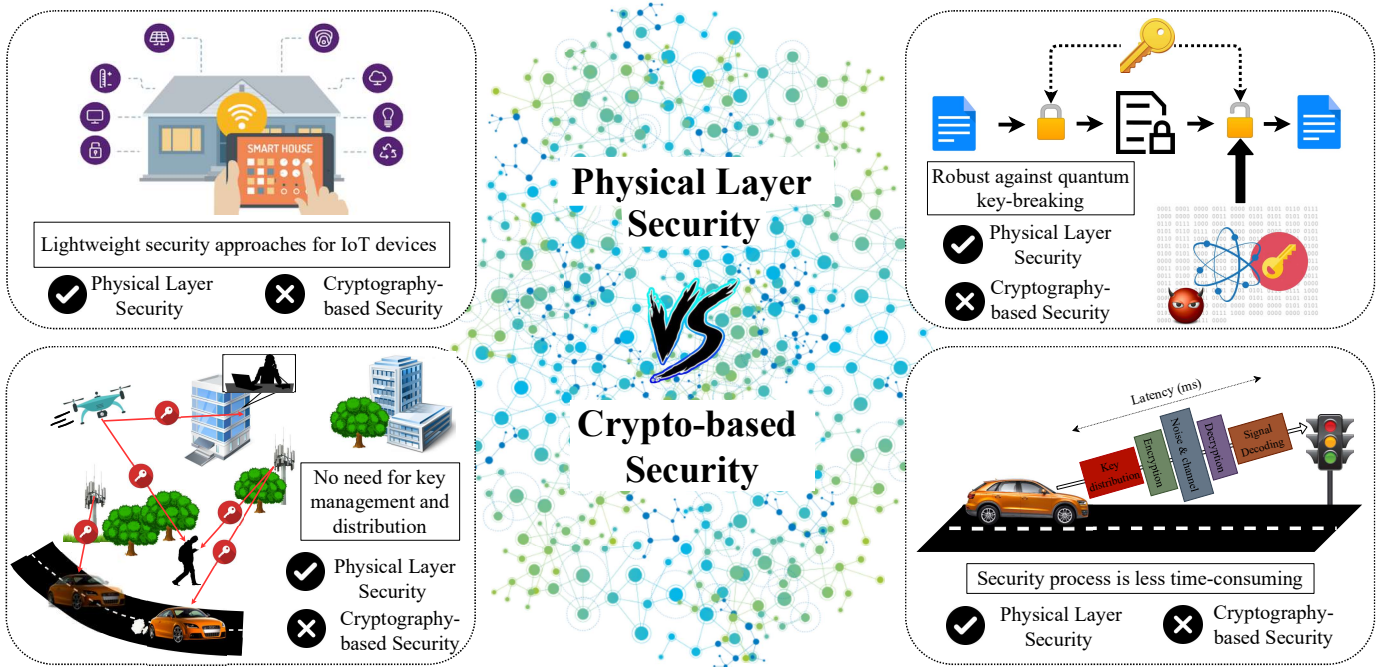 SMART HOUSE
Lightweight security approaches for IoT devices
Physical Layer
Security
Cryptography-
based Security
Physical Layer
Security
VS
Crypto-based
Security
Robust against quantum
key-breaking
Physical Layer
Security
Cryptography-
based Security
No need for key
management and
distribution
Physical Layer
Security
Cryptography-
based Security
Latency (ms)
Key
distribution
Encryption
Noise & channel
Decryption
Signal
Decoding
Security process is less time-consuming
Physical Layer
Security
Cryptography-
based Security